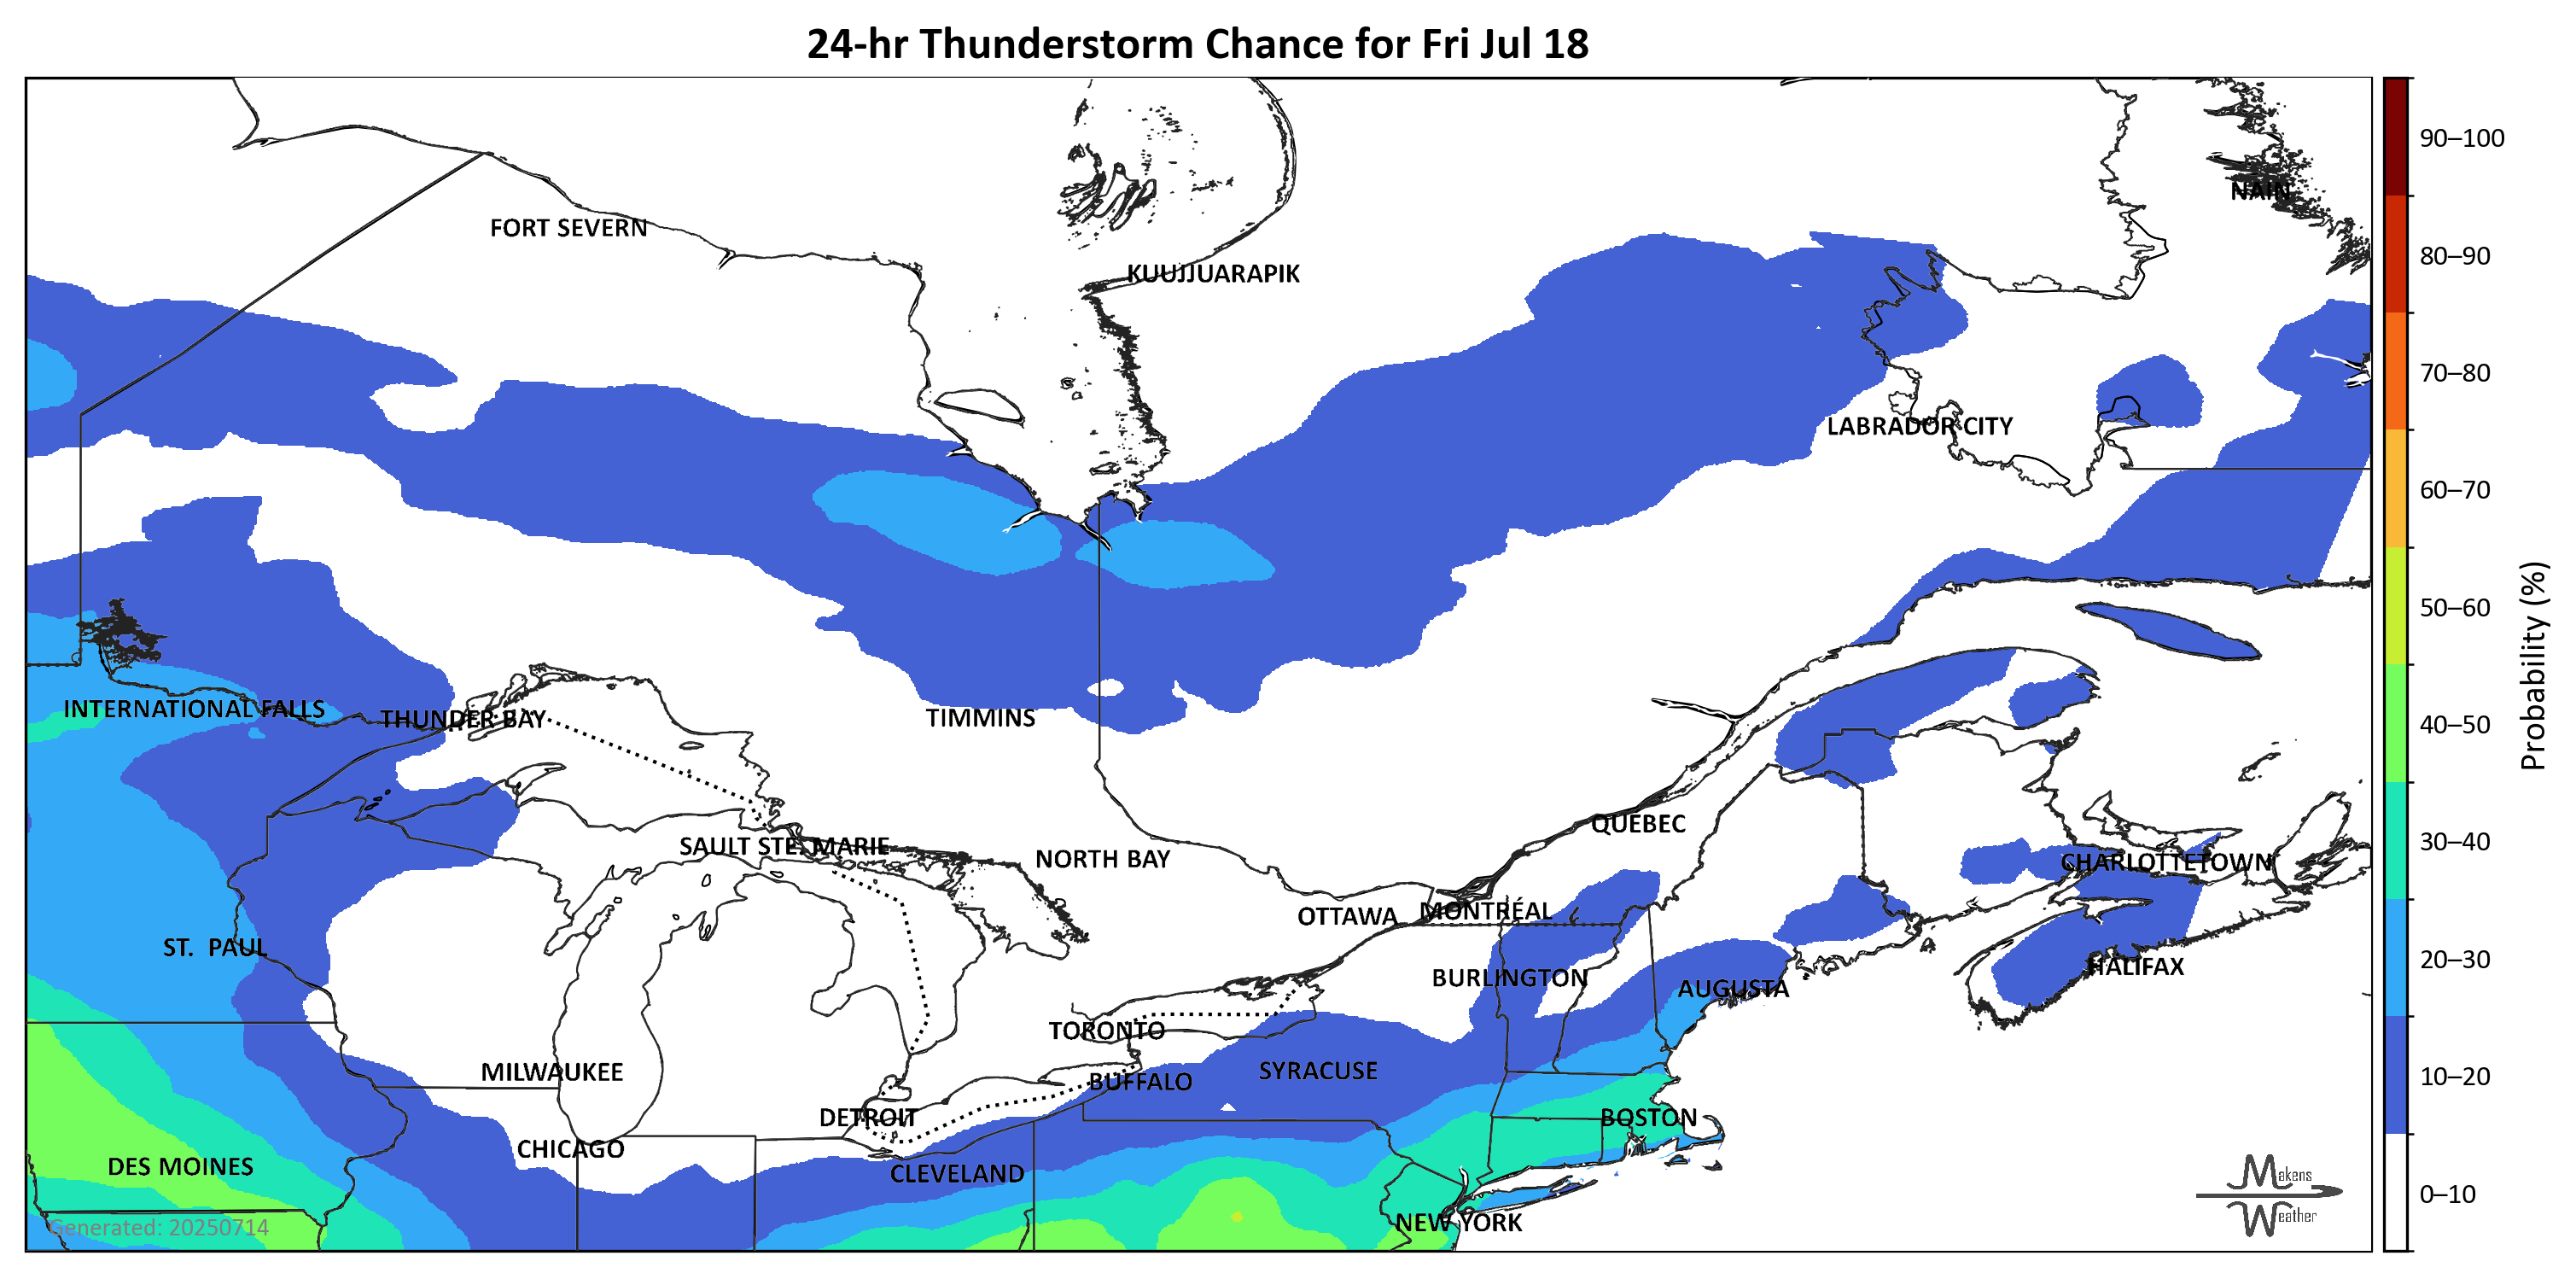 24-hr Thunderstorm Chance for Fri Jul 18
90–100
NAIN
FORT SEVERN
80–90
KUUJJUARAPIK
70–80
LABRADOR CITY
60–70
50–60
Probability (%)
INTERNATIONAL FALLS
THUNDER BAY
TIMMINS
40–50
QUEBEC
SAULT STE. MARIE
30–40
NORTH BAY
CHARLOTTETOWN
OTTAWA
MONTRÉAL
ST. PAUL
20–30
HALIFAX
BURLINGTON
AUGUSTA
TORONTO
MILWAUKEE
SYRACUSE
10–20
BUFFALO
DETROIT
BOSTON
CHICAGO
DES MOINES
CLEVELAND
Makens
Weather
0–10
NEW YORK
Generated: 20250714